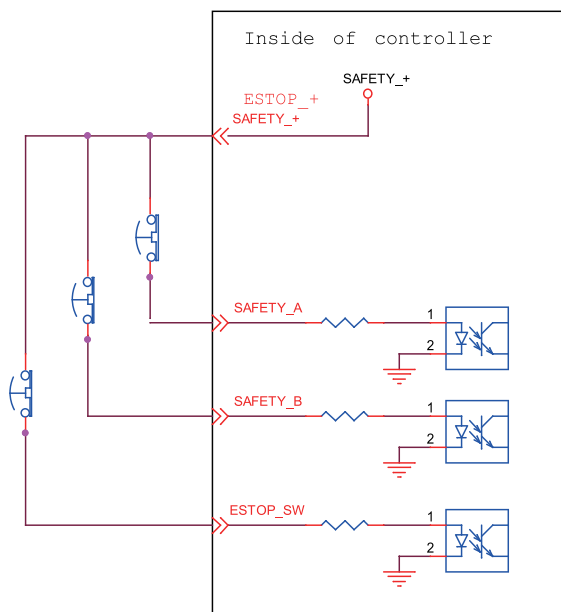 Inside of controller
SAFETY_+
ESTOP_+
SAFETY_+
SAFETY_A
1
2
SAFETY_B
1
2
ESTOP_SW
1
2